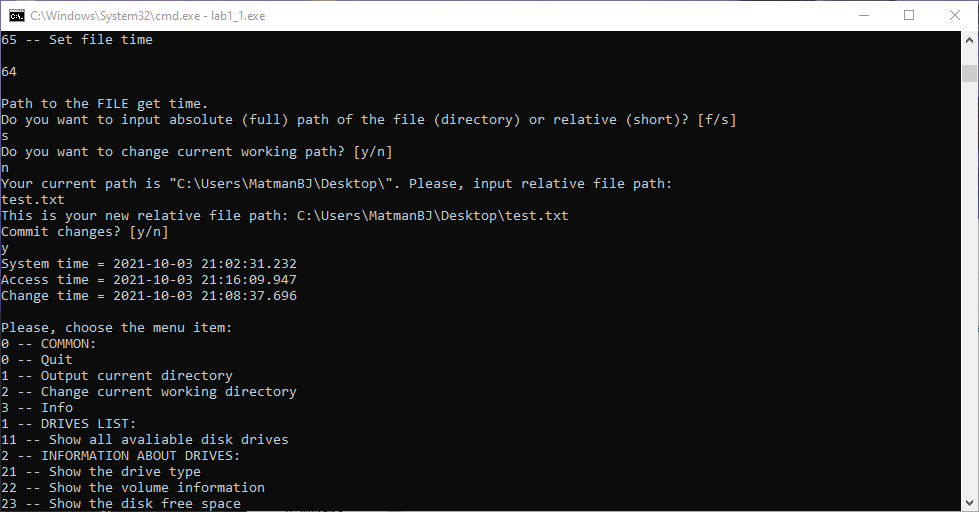 C:\Windows\System32\cmd.exe - lab1_1.exe
65 -- Set file time
64
Path to the FILE get time.
Do you want to input absolute (full) path of the file (directory) or relative (short)? [f/s]
s
Do you want to change current working path? [y/n]
n
Your current path is "C:\Users\MatmanBJ\Desktop\". Please, input relative file path:
test.txt
This is your new relative file path: C:\Users\MatmanBJ\Desktop\test.txt
Commit changes? [y/n]
y
System time = 2021-10-03 21:02:31.232
Access time = 2021-10-03 21:16:09.947
Change time = 2021-10-03 21:08:37.696
Please, choose the menu item:
0 -- COMMON:
0 -- Quit
1 -- Output current directory
2 -- Change current working directory
3 -- Info
1 -- DRIVES LIST:
11 -- Show all avaliable disk drives
2 -- INFORMATION ABOUT DRIVES:
21 -- Show the drive type
22 -- Show the volume information
23 -- Show the disk free space